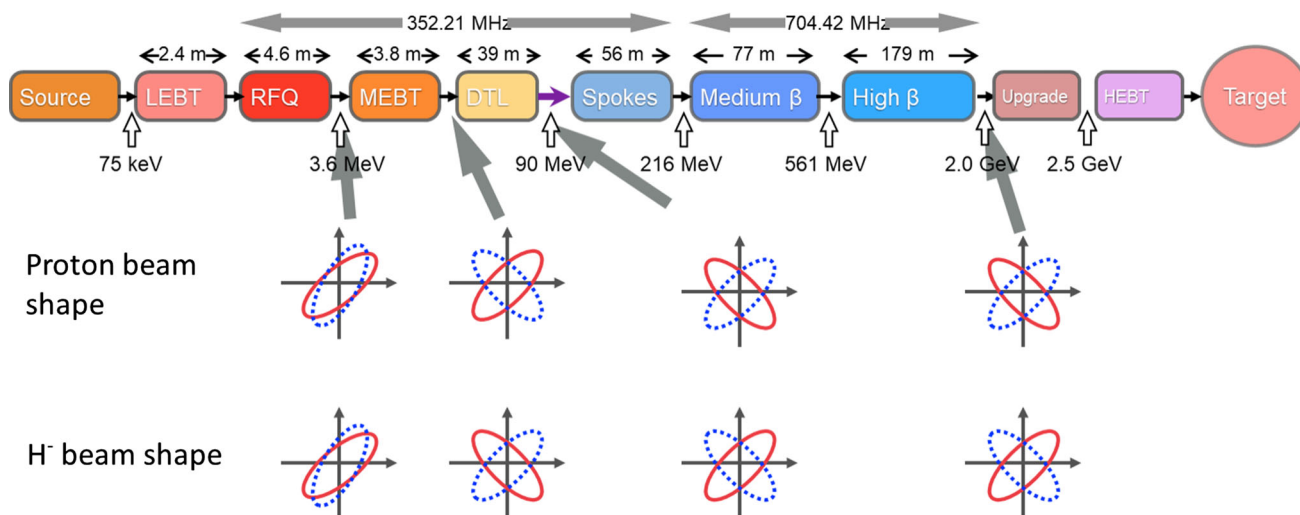 352.21 MHz 704.42 MHz
2.4 m 4.6 m 3.8 m 39 m 56 m 77 m 179 m
Source LEBT RFQ MEBT DTL Spokes Medium β High β Upgrade HEBT Target
75 keV 3.6 MeV 90 MeV 216 MeV 561 MeV 2.0 GeV 2.5 GeV
Proton beam
shape
H⁻ beam shape